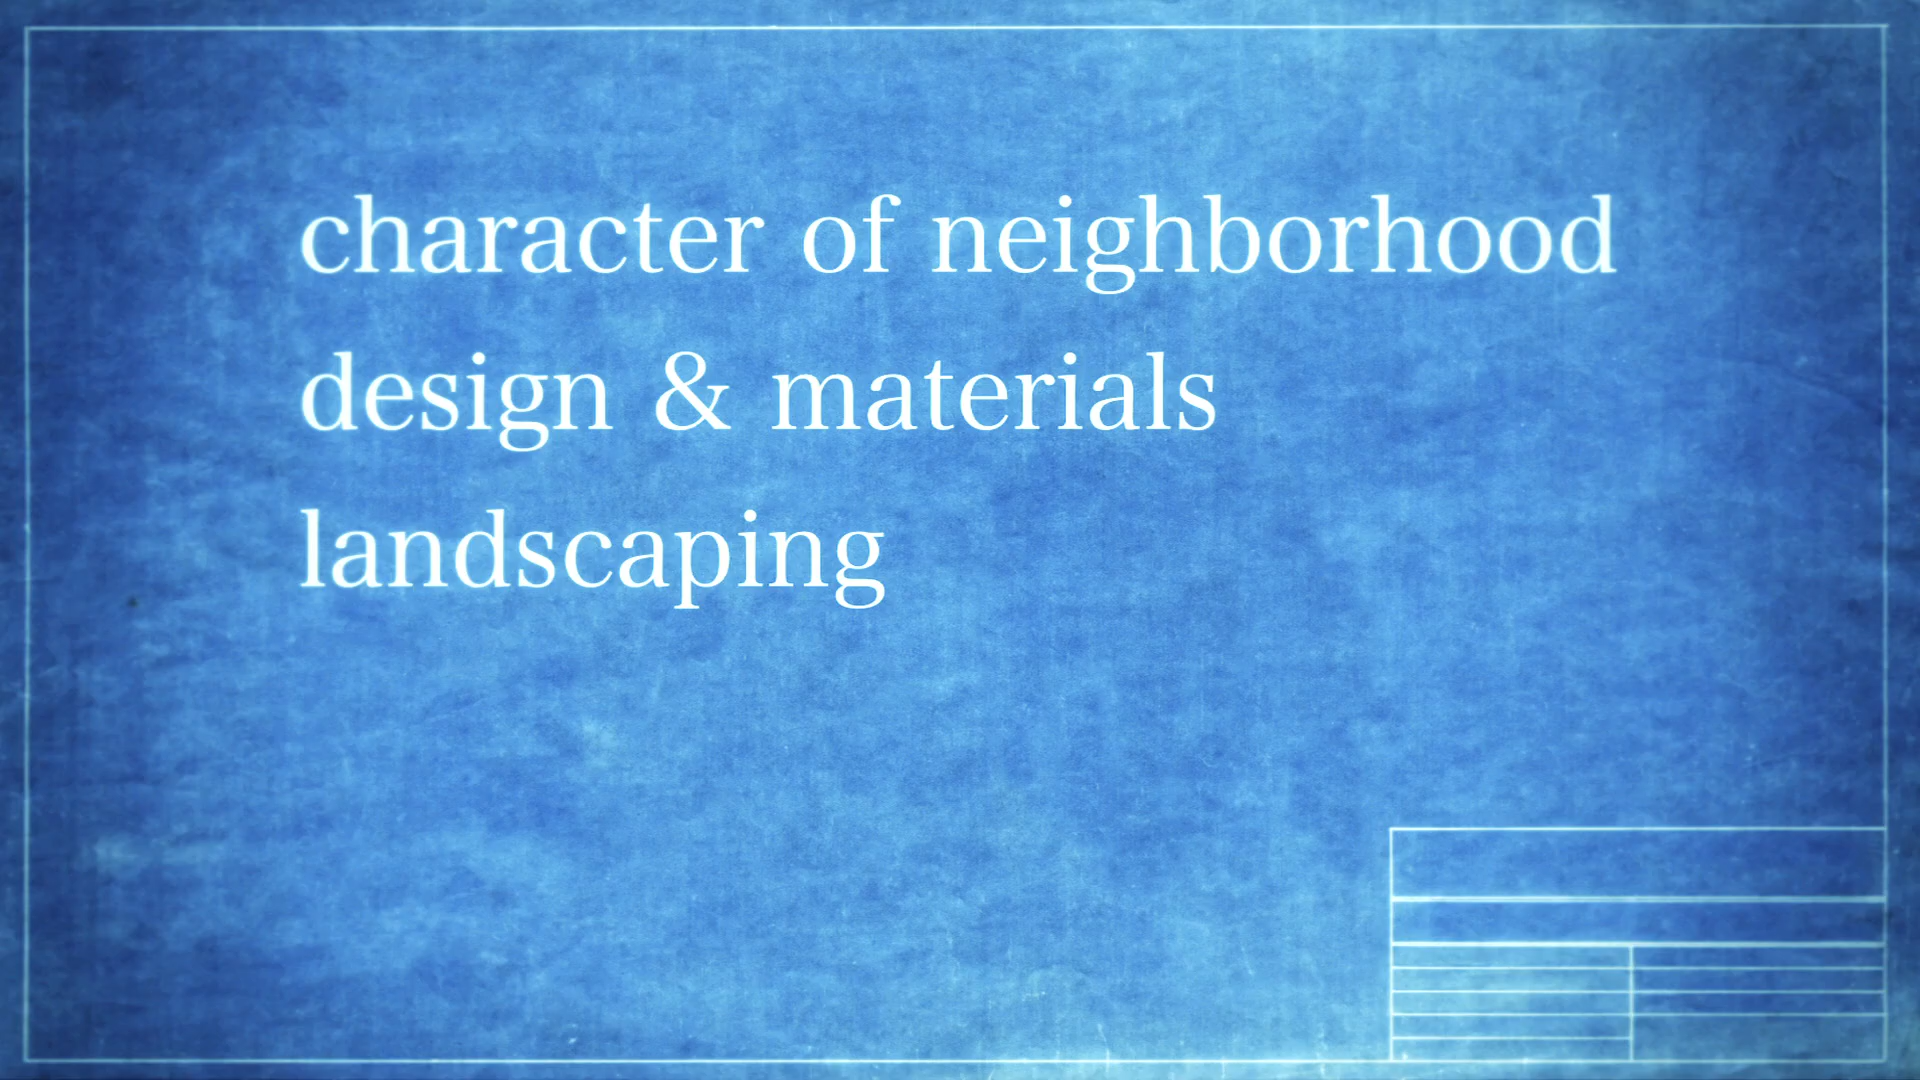 character of neighborhood
design & materials
landscaping